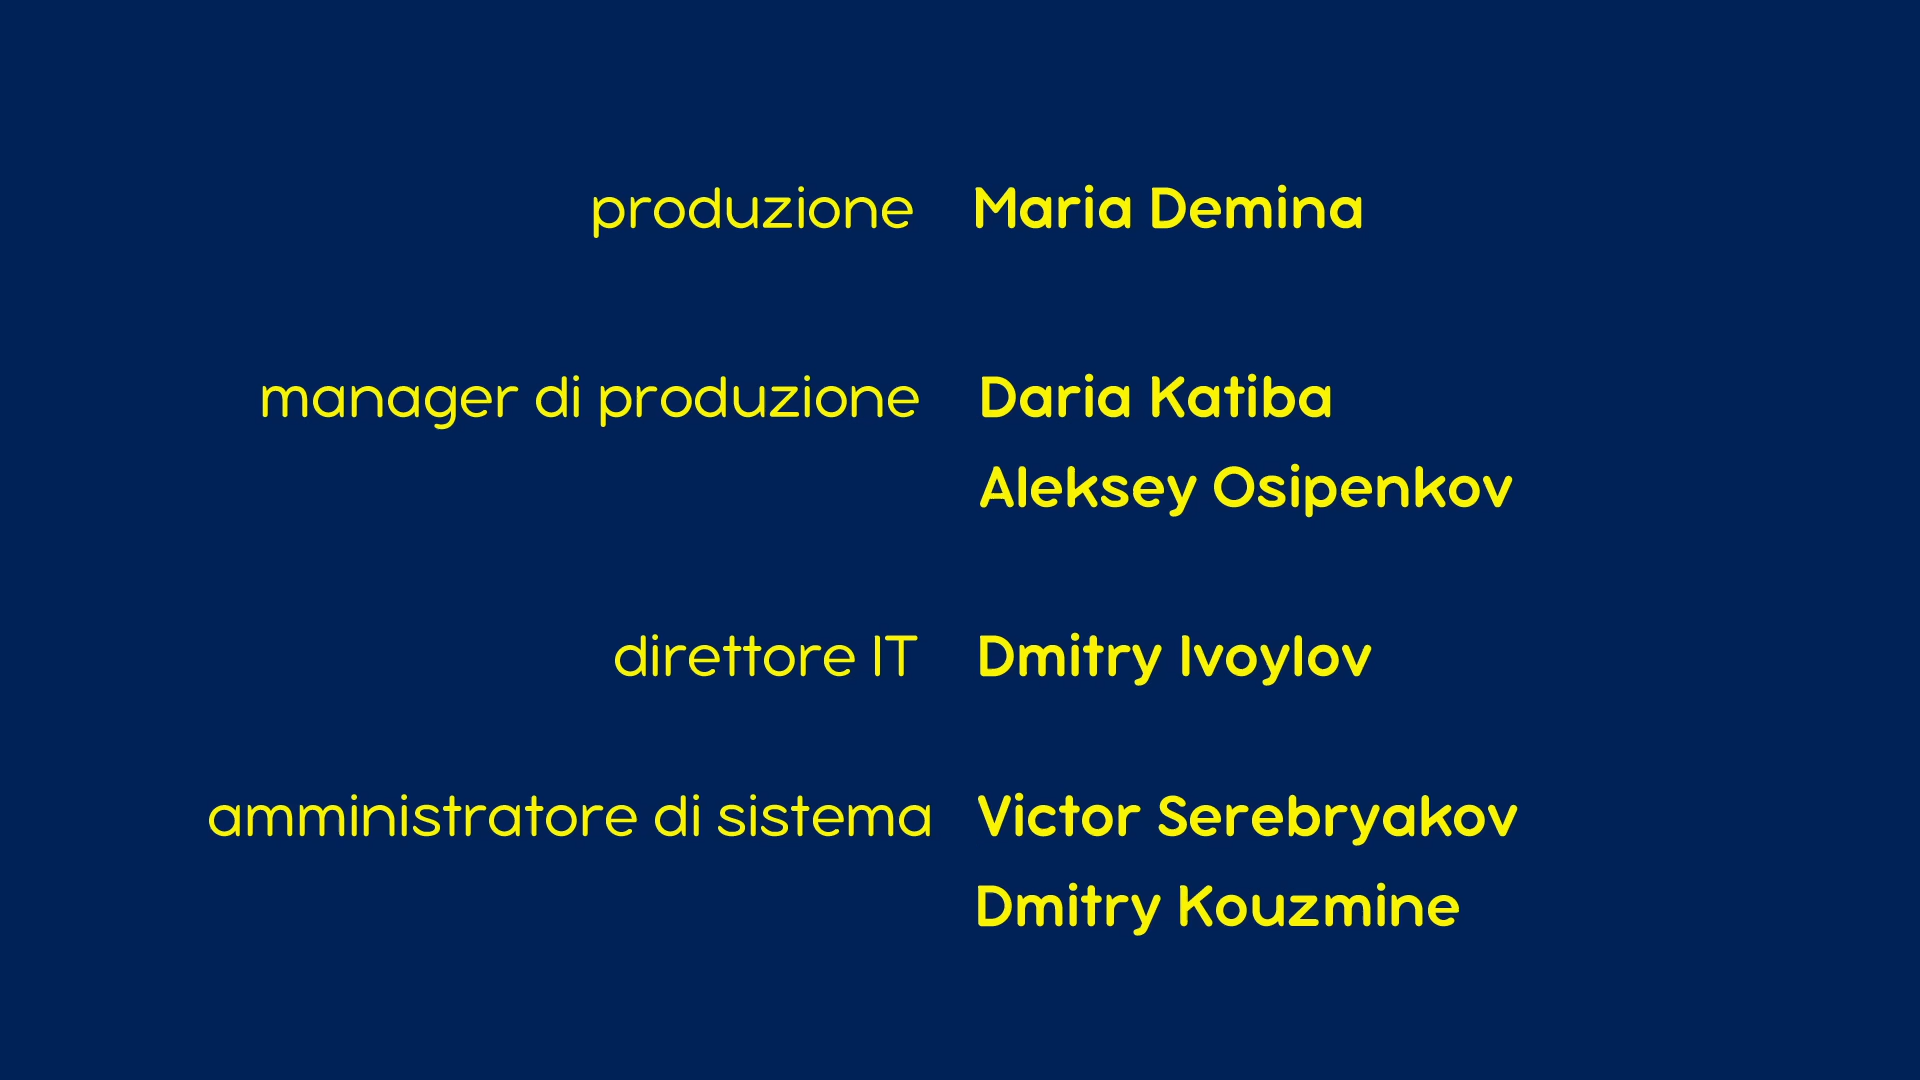 produzione Maria Demina
manager di produzione Daria Katiba
Aleksey Osipenkov
direttore IT Dmitry Ivoylov
amministratore di sistema Victor Serebryakov
Dmitry Kouzmine